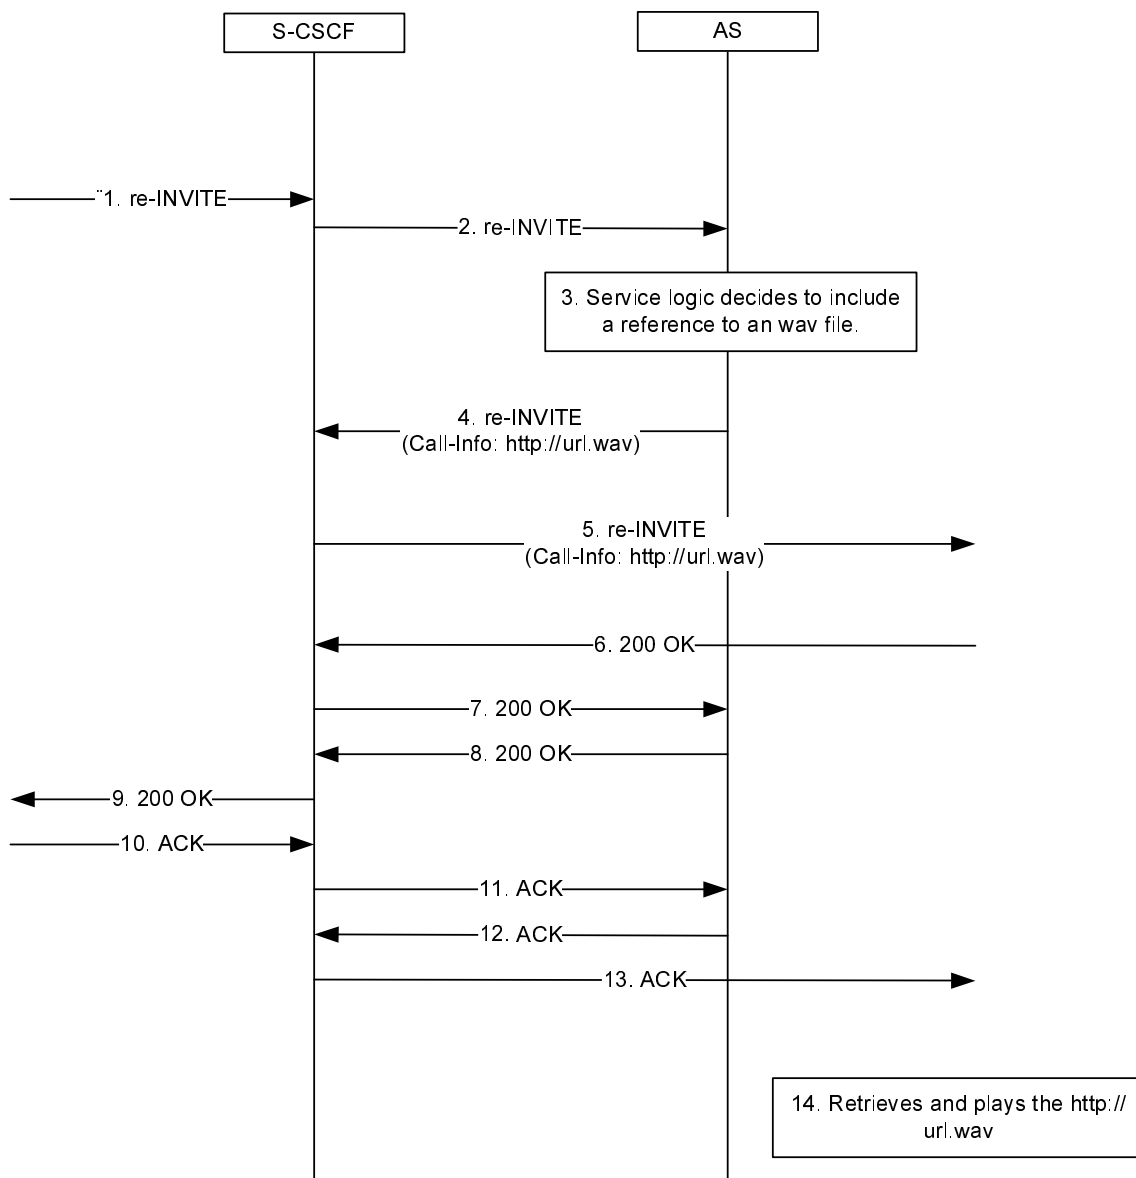 S-CSCF
AS
¨1. re-INVITE
2. re-INVITE
3. Service logic decides to include
a reference to an wav file.
4. re-INVITE
(Call-Info: http://url.wav)
5. re-INVITE
(Call-Info: http://url.wav)
6. 200 OK
7. 200 OK
8. 200 OK
9. 200 OK
10. ACK
11. ACK
12. ACK
13. ACK
14. Retrieves and plays the http://
url.wav